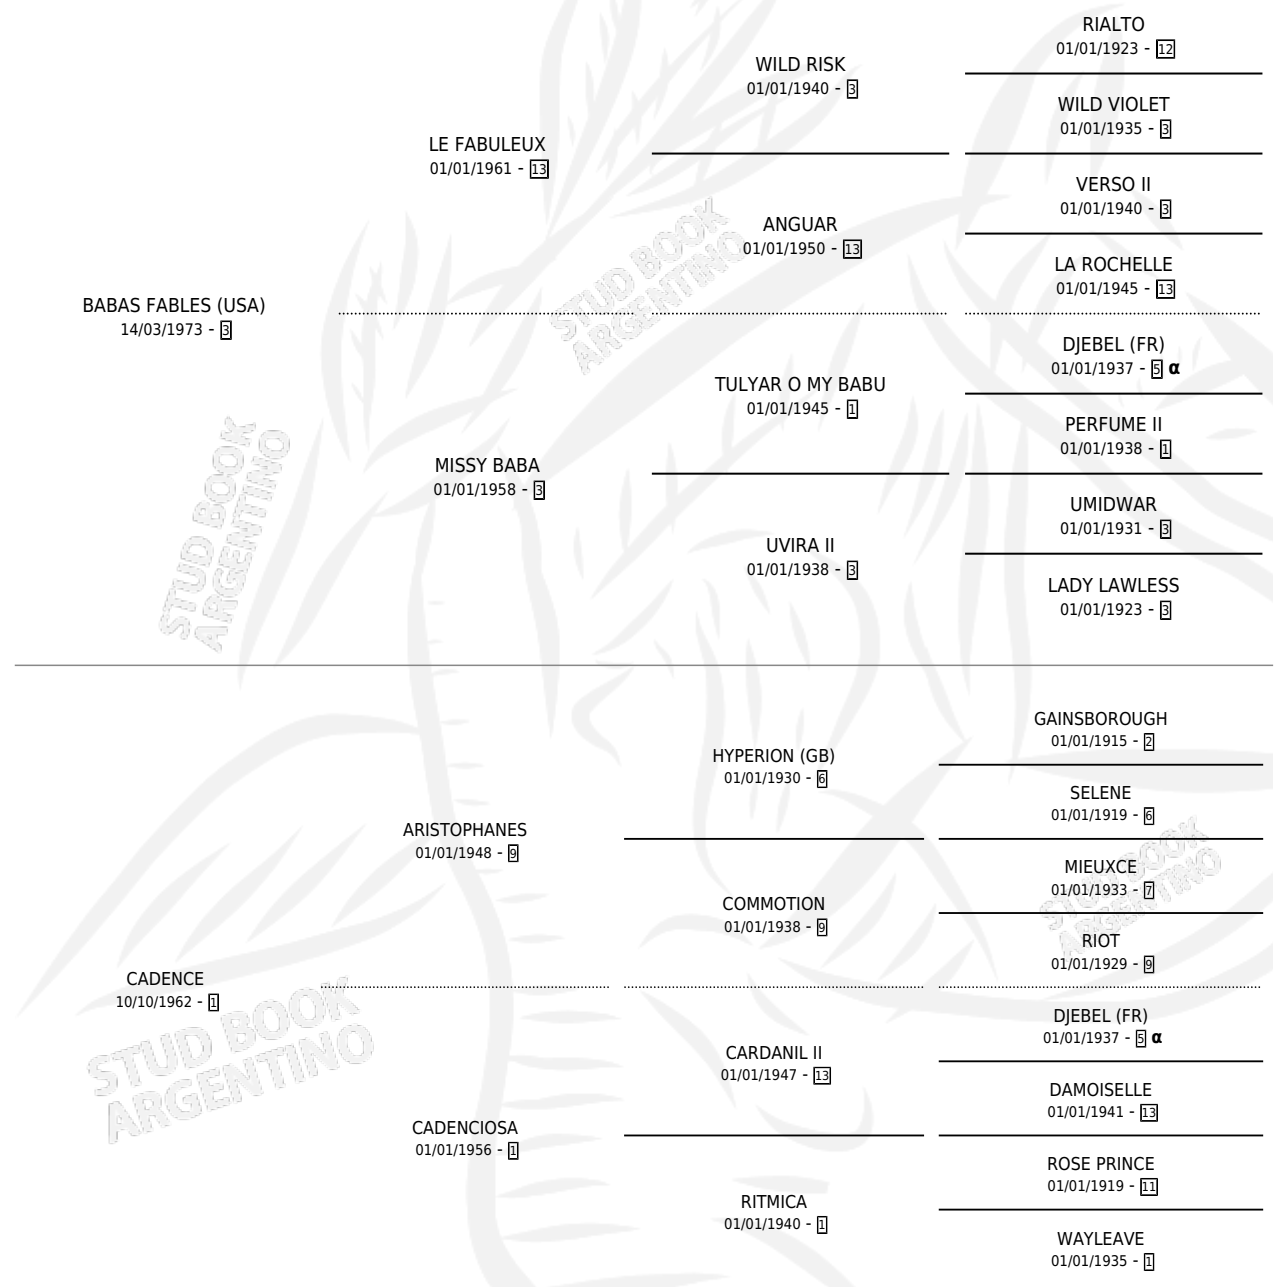 BABAS FABLES (USA)
14/03/1973 - 3
LE FABULEUX
01/01/1961 - 13
WILD RISK
01/01/1940 - 3
RIALTO
01/01/1923 - 12
WILD VIOLET
01/01/1935 - 3
ANGUAR
01/01/1950 - 13
VERSO II
01/01/1940 - 3
LA ROCHELLE
01/01/1945 - 13
MISSY BABA
01/01/1958 - 3
TULYAR O MY BABU
01/01/1945 - 1
DJEBEL (FR)
01/01/1937 - 5 α
PERFUME II
01/01/1938 - 1
UVIRA II
01/01/1938 - 3
UMIDWAR
01/01/1931 - 3
LADY LAWLESS
01/01/1923 - 3
CADENCE
10/10/1962 - 1
ARISTOPHANES
01/01/1948 - 9
HYPERION (GB)
01/01/1930 - 6
GAINSBOROUGH
01/01/1915 - 2
SELENE
01/01/1919 - 6
COMMOTION
01/01/1938 - 9
MIEUXCE
01/01/1933 - 7
RIOT
01/01/1929 - 9
CADENCIOSA
01/01/1956 - 1
CARDANIL II
01/01/1947 - 13
DJEBEL (FR)
01/01/1937 - 5 α
DAMOISELLE
01/01/1941 - 13
RITMICA
01/01/1940 - 1
ROSE PRINCE
01/01/1919 - 11
WAYLEAVE
01/01/1935 - 1
STUD BOOK
ARGENTINO
STUD BOOK
ARGENTINO
STUD BOOK
ARGENTINO
STUD BOOK
ARGENTINO